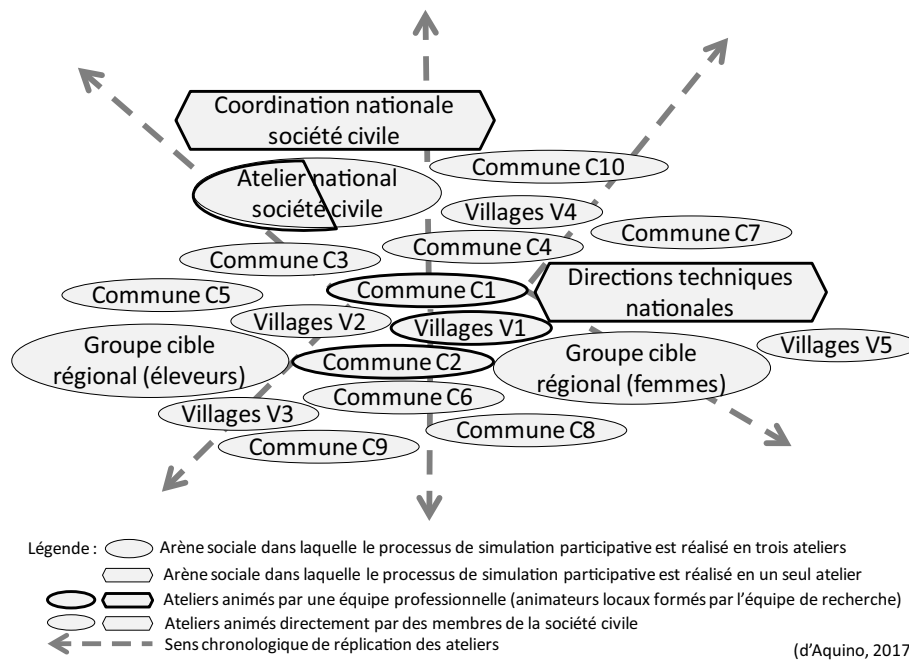 Coordination nationale
société civile
Atelier national
société civile
Commune C10
Villages V4
Commune C7
Commune C4
Commune C3
Directions techniques
nationales
Commune C1
Commune C5
Villages V2
Villages V1
Groupe cible
régional (éleveurs)
Commune C2
Groupe cible
régional (femmes)
Villages V5
Commune C6
Villages V3
Commune C8
Commune C9
Légende : Arène sociale dans laquelle le processus de simulation participative est réalisé en trois ateliers
Arène sociale dans laquelle le processus de simulation participative est réalisé en un seul atelier
Ateliers animés par une équipe professionnelle (animateurs locaux formés par l'équipe de recherche)
Ateliers animés directement par des membres de la société civile
Sens chronologique de réplication des ateliers
(d'Aquino, 2017